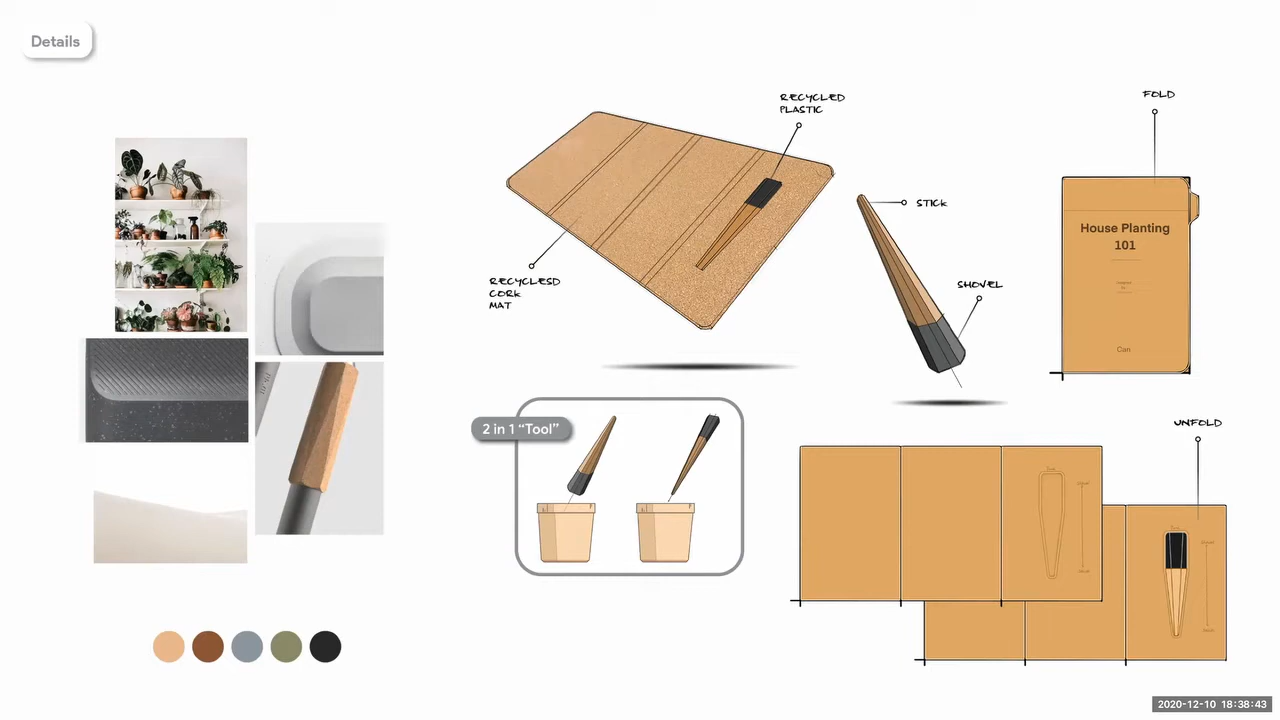 Details
RECYCLED
PLASTIC
FOLD
STICK
House Planting
101
RECYCLESD
CORK
MAT
SHOVEL
Can
2 in 1 “Tool”
UNFOLD
2020-12-10 18:38:43